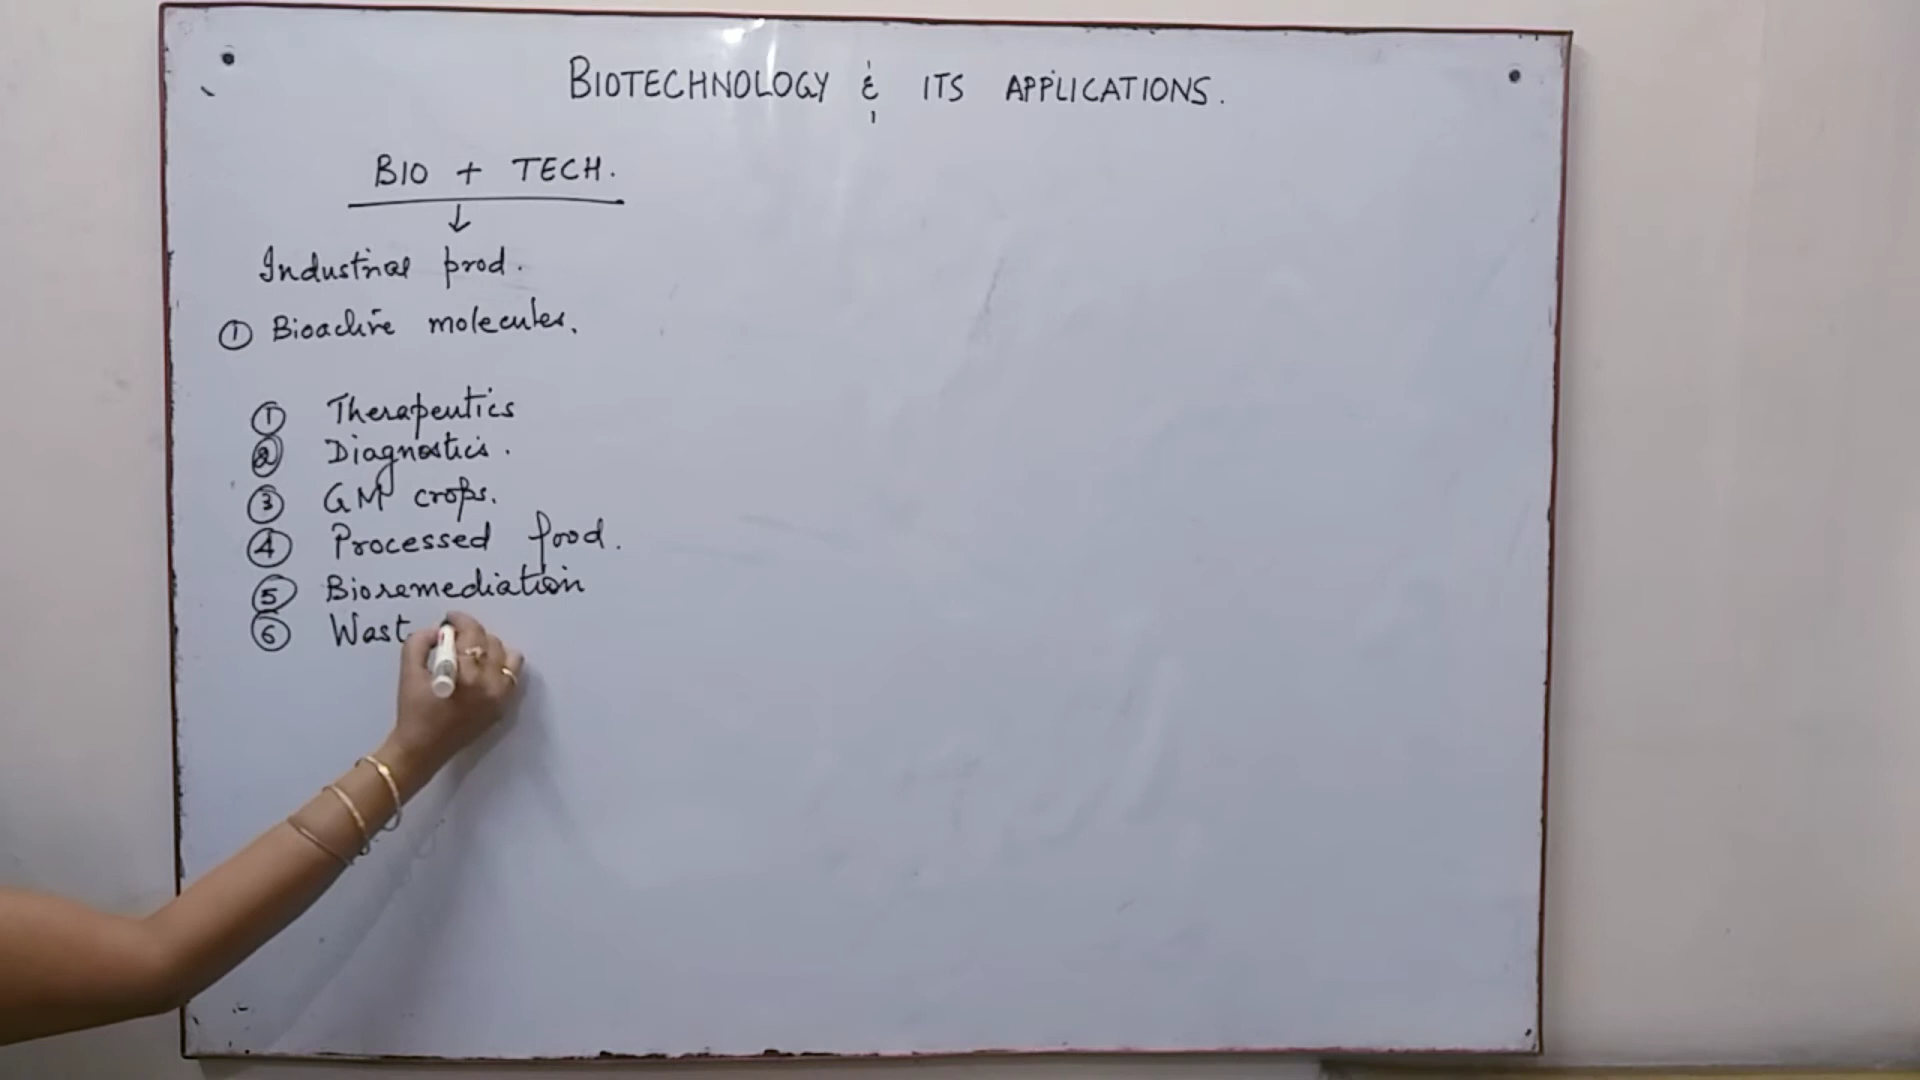 BIOTECHNOLOGY & ITS APPLICATIONS.
BIO + TECH.
↓
Industrial prod.
① Bioactive molecules.
① Therapeutics
② Diagnostics.
③ GM crops.
④ Processed food.
⑤ Bioremediation
⑥ Wast